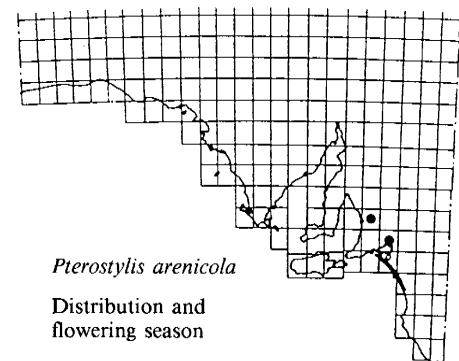 Pterostylis arenicola
Distribution and
flowering season